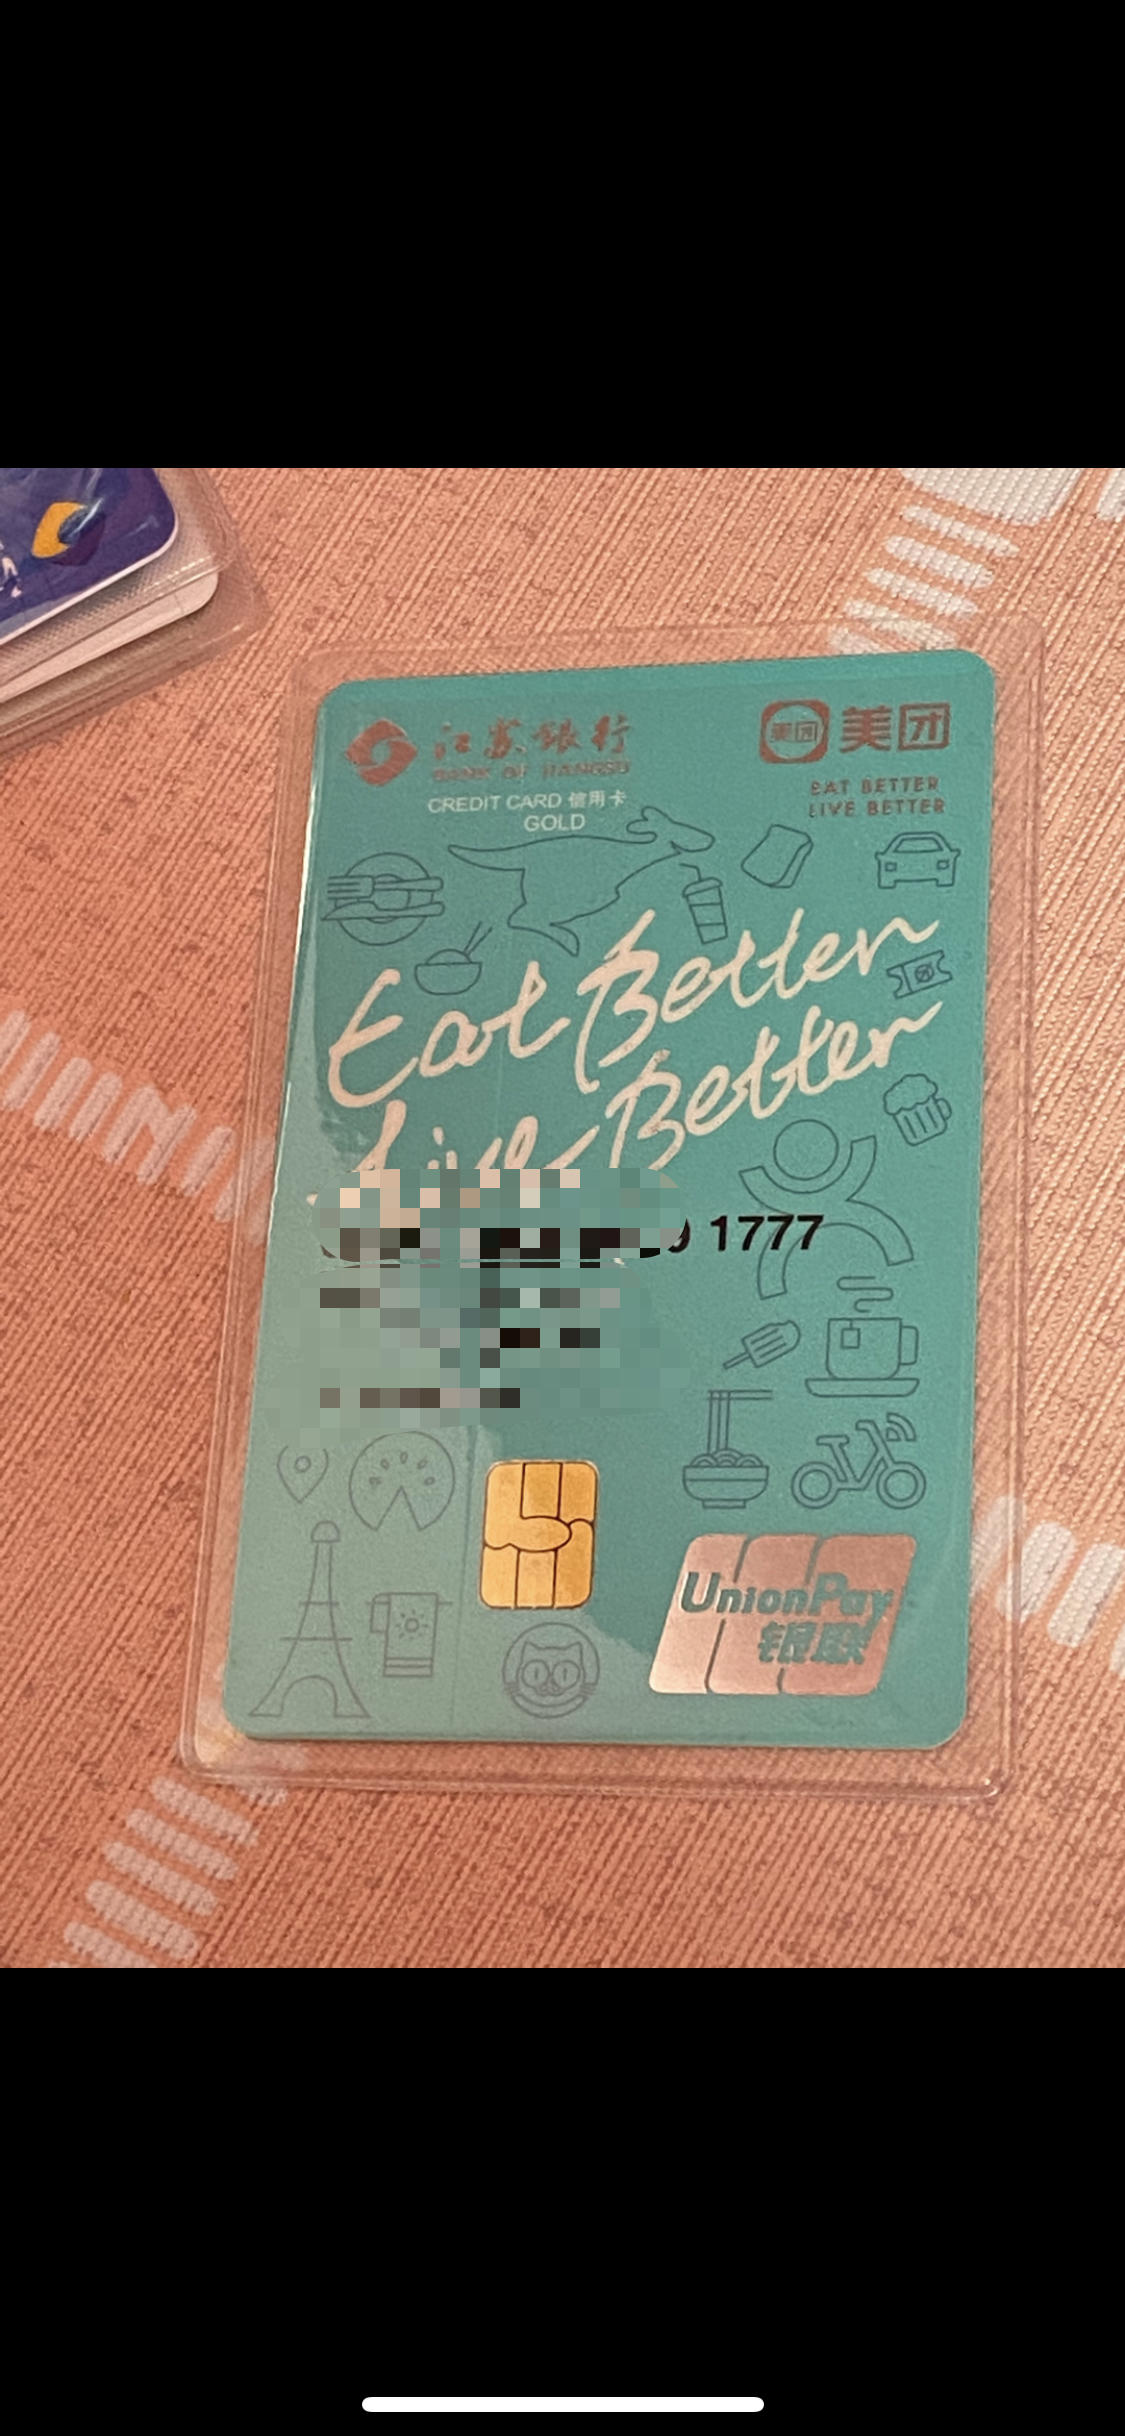 江苏银行
BANK OF JIANGSU
CREDIT CARD 信用卡
GOLD
美团 美团
EAT BETTER
LIVE BETTER
Eat Better
Live Better
9 1777
UnionPay
银联